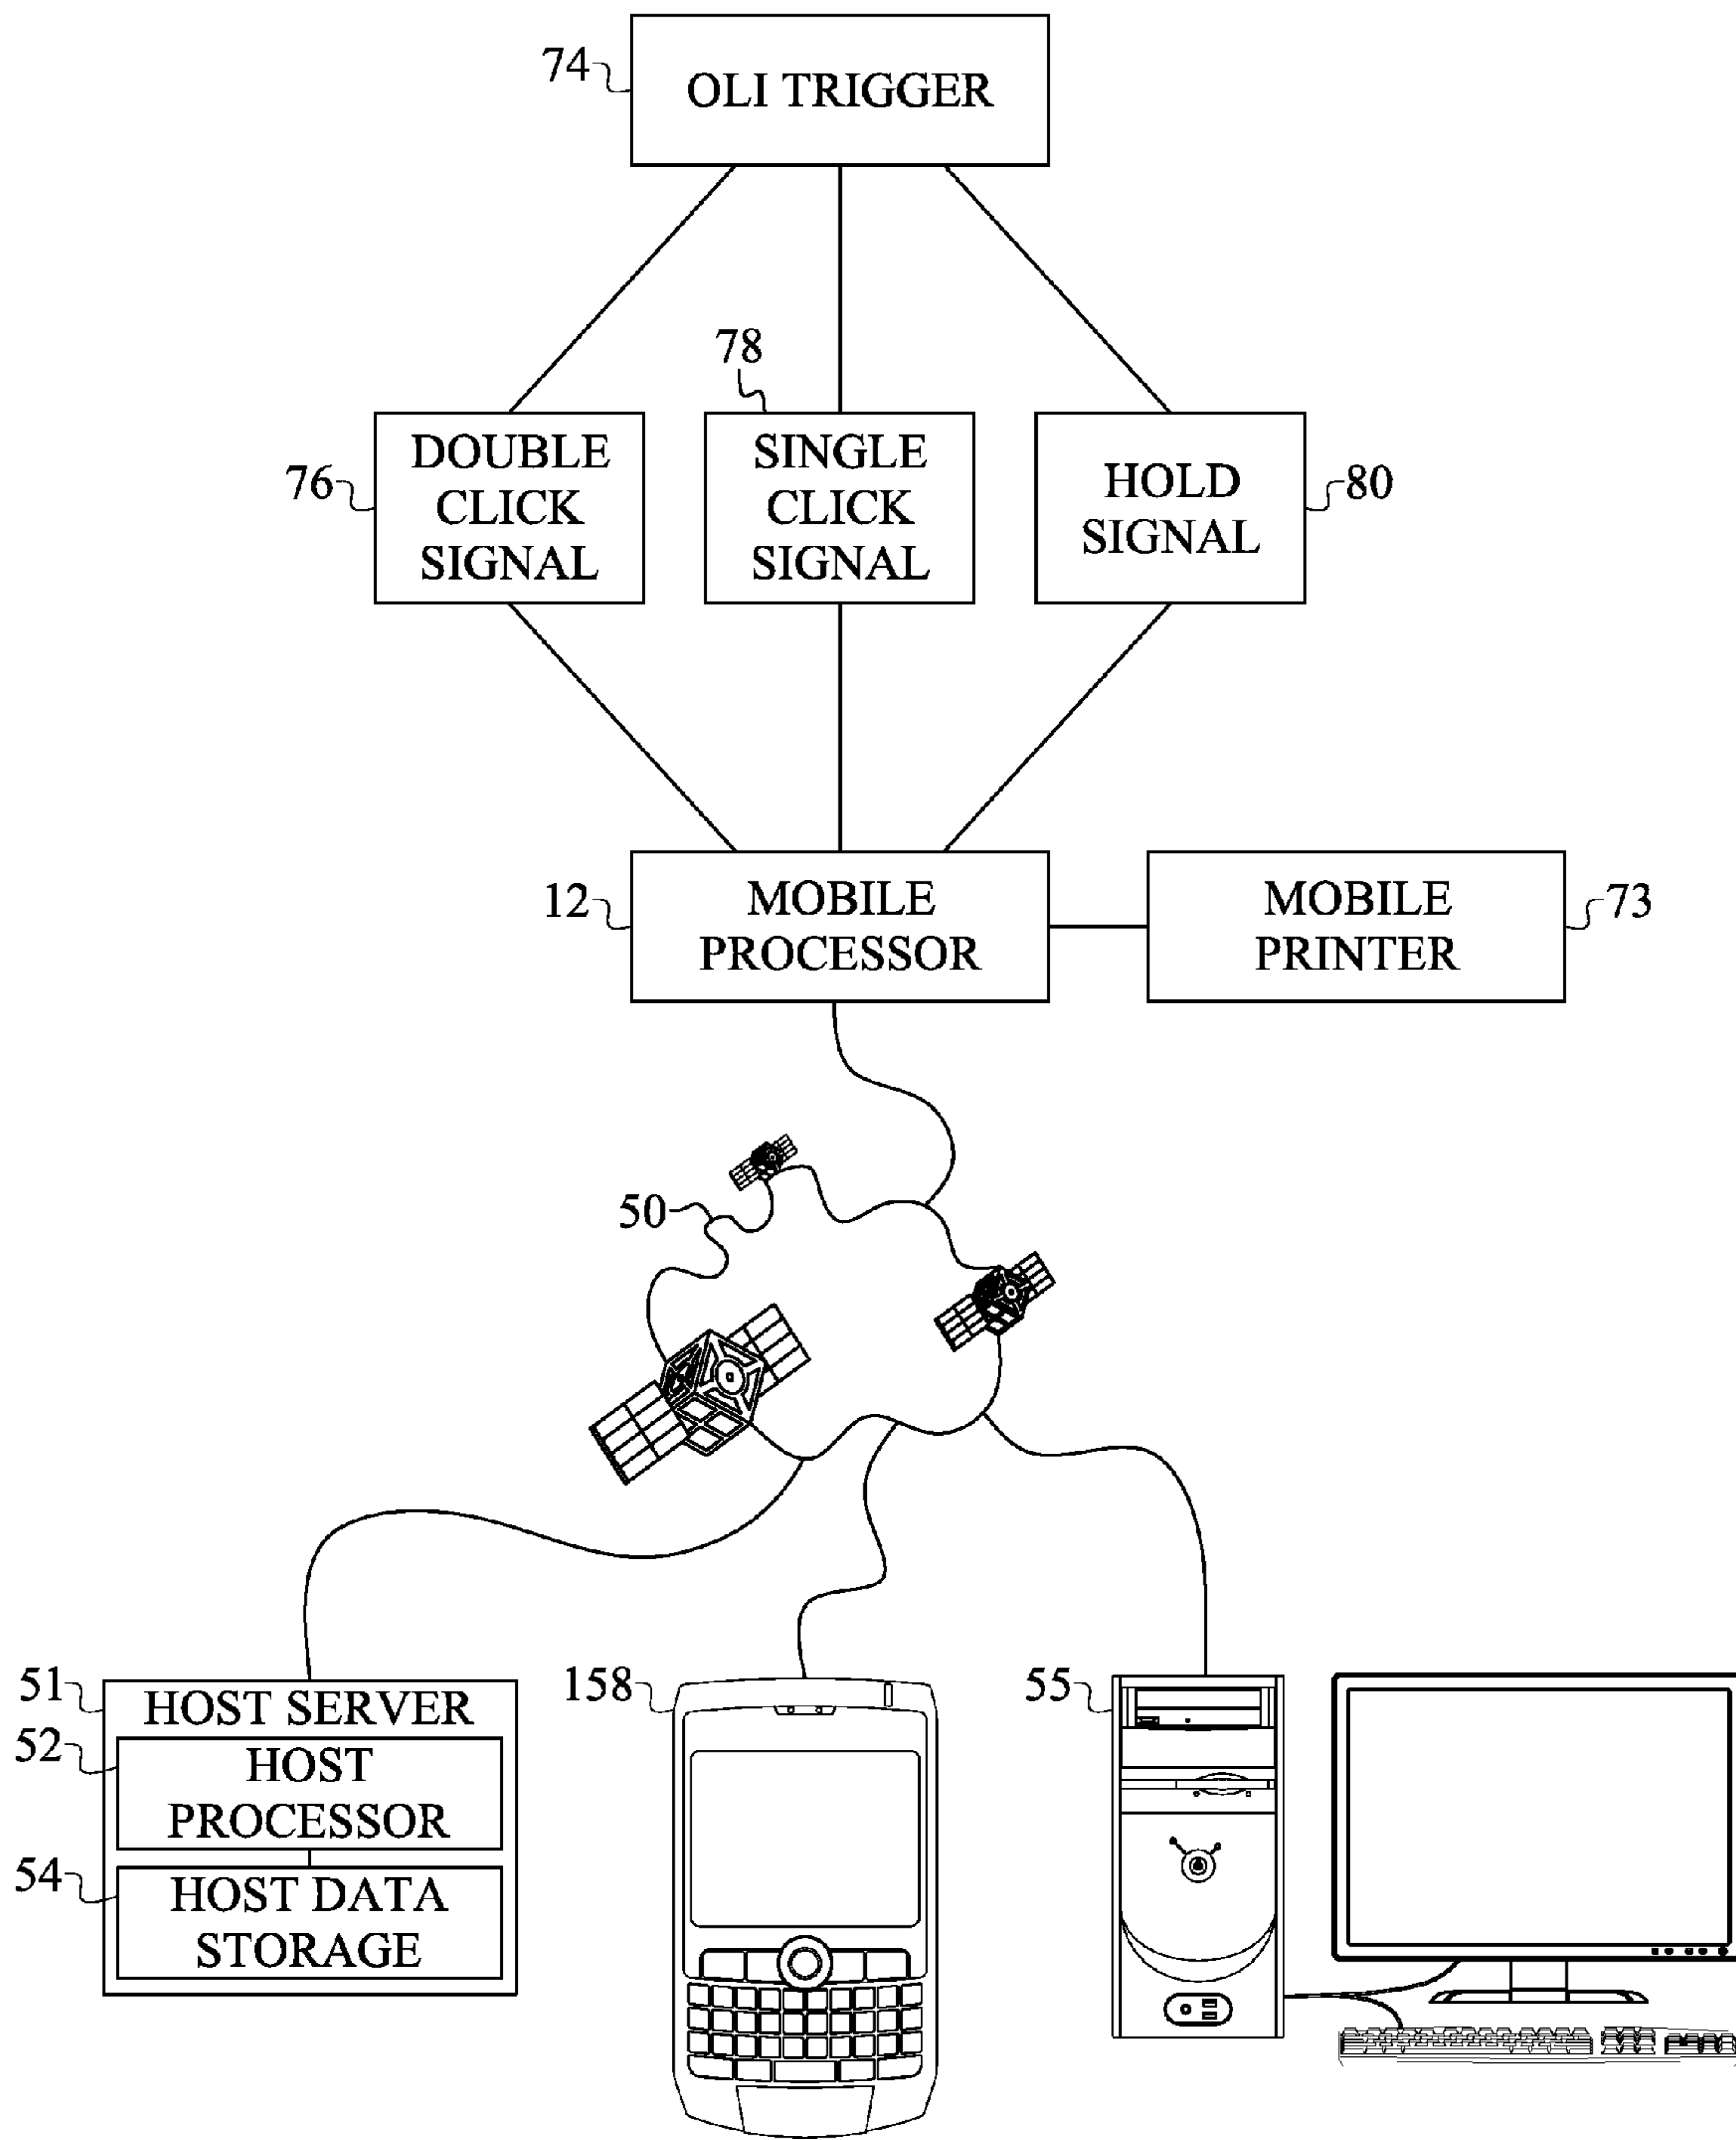 74
OLI TRIGGER
78
76
DOUBLE
CLICK
SIGNAL
SINGLE
CLICK
SIGNAL
HOLD
SIGNAL
80
12
MOBILE
PROCESSOR
MOBILE
PRINTER
73
50
51
HOST SERVER
52
HOST
PROCESSOR
54
HOST DATA
STORAGE
158
55